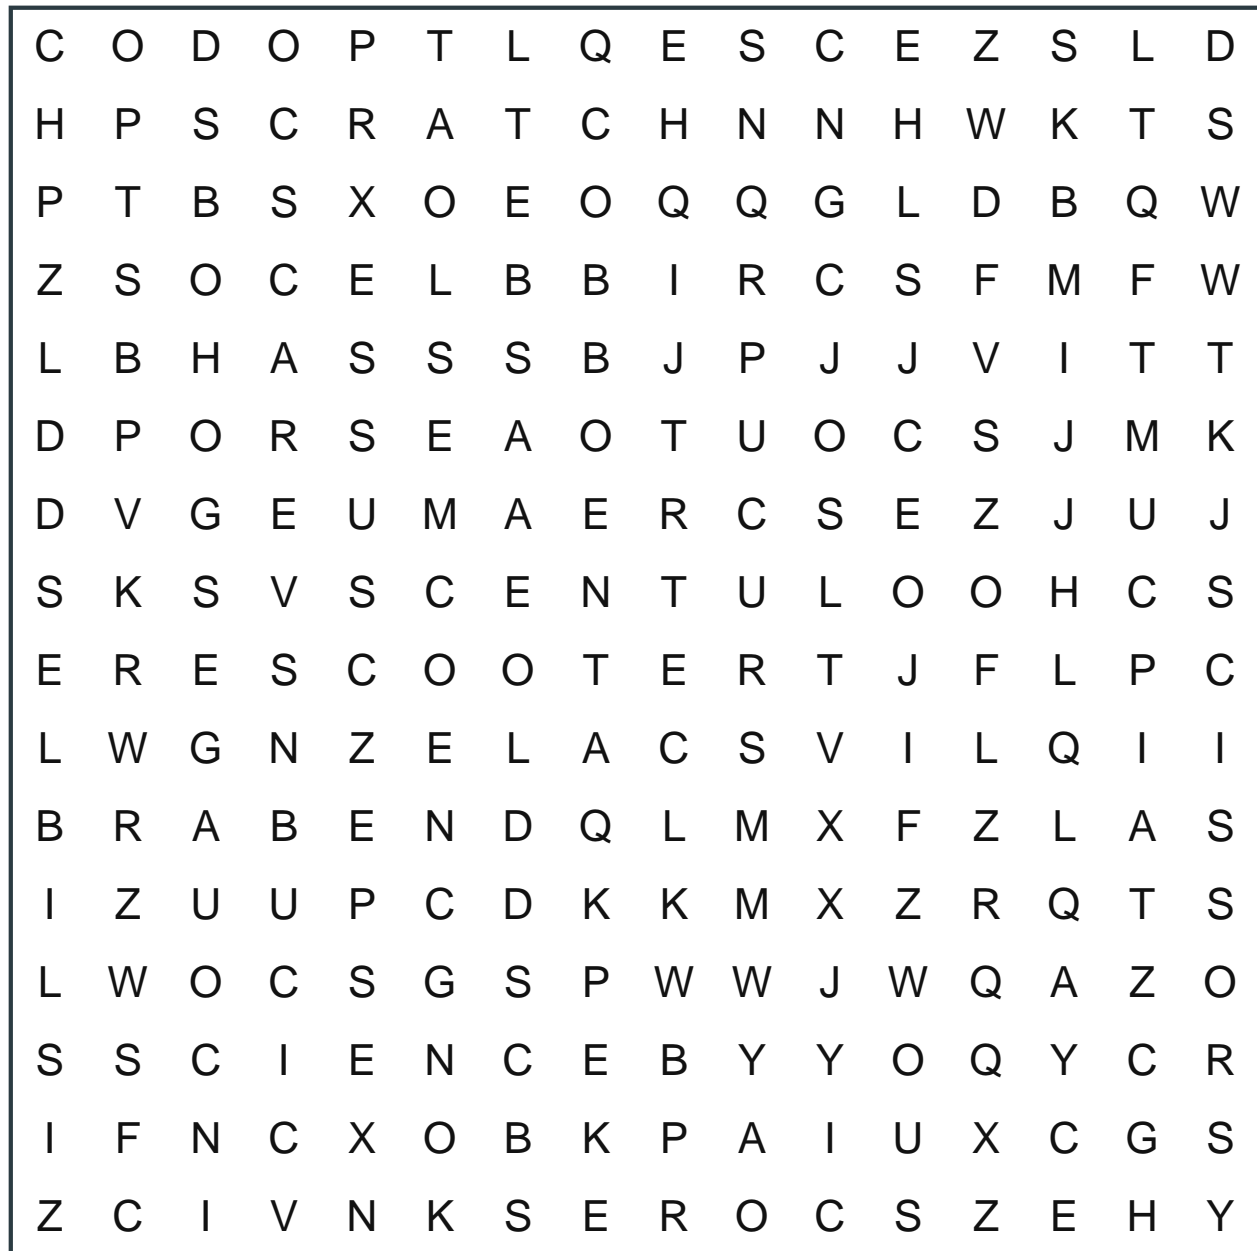 C O D O P T L Q E S C E Z S L D
H P S C R A T C H N N H W K T S
P T B S X O E O Q Q G L D B Q W
Z S O C E L B B I R C S F M F W
L B H A S S S B J P J J V I T T
D P O R S E A O T U O C S J M K
D V G E U M A E R C S E Z J U J
S K S V S C E N T U L O O H C S
E R E S C O O T E R T J F L P C
L W G N Z E L A C S V I L Q I I
B R A B E N D Q L M X F Z L A S
I Z U U P C D K K M X Z R Q T S
L W O C S G S P W W J W Q A Z O
S S C I E N C E B Y Y O Q Y C R
I F N C X O B K P A I U X C G S
Z C I V N K S E R O C S Z E H Y